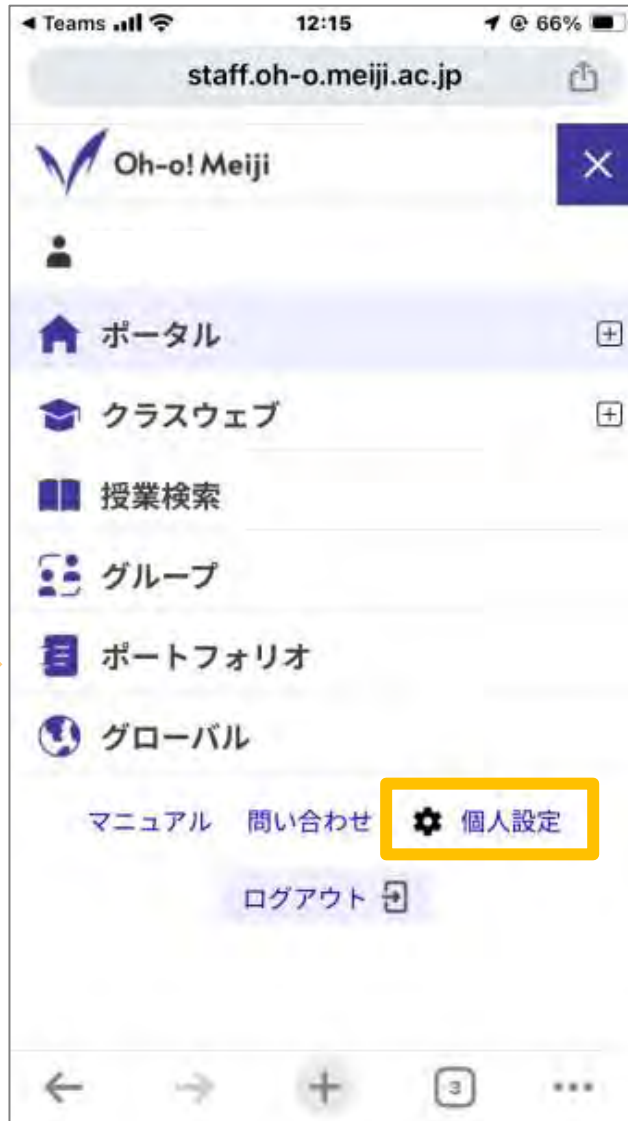 ◀ Teams 12:15 66%
staff.oh-o.meiji.ac.jp
Oh-o! Meiji
ポータル
クラスウェブ
授業検索
グループ
ポートフォリオ
グローバル
マニュアル 問い合わせ 個人設定
ログアウト
3